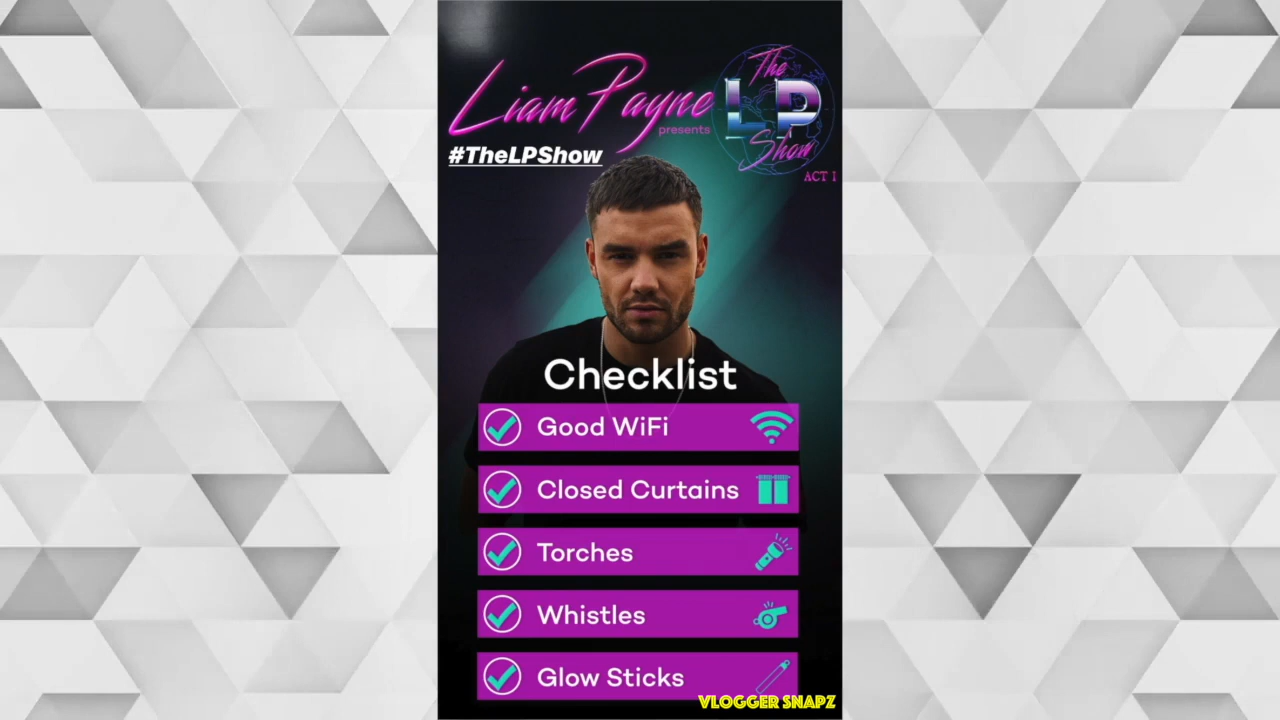 Liam Payne
presents
#TheLPShow
The
LP
Show
ACT I
Checklist
Good WiFi
Closed Curtains
Torches
Whistles
Glow Sticks
VLOGGER SNAPZ